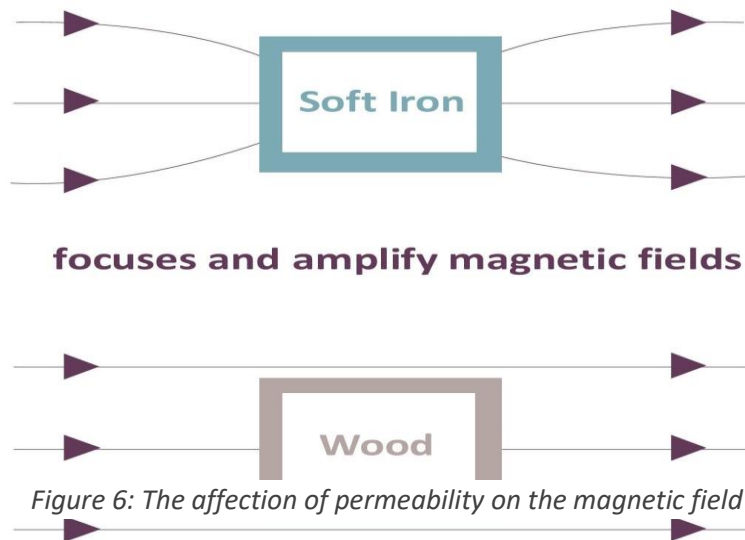 Soft Iron
focuses and amplify magnetic fields
Wood
Figure 6: The affection of permeability on the magnetic field